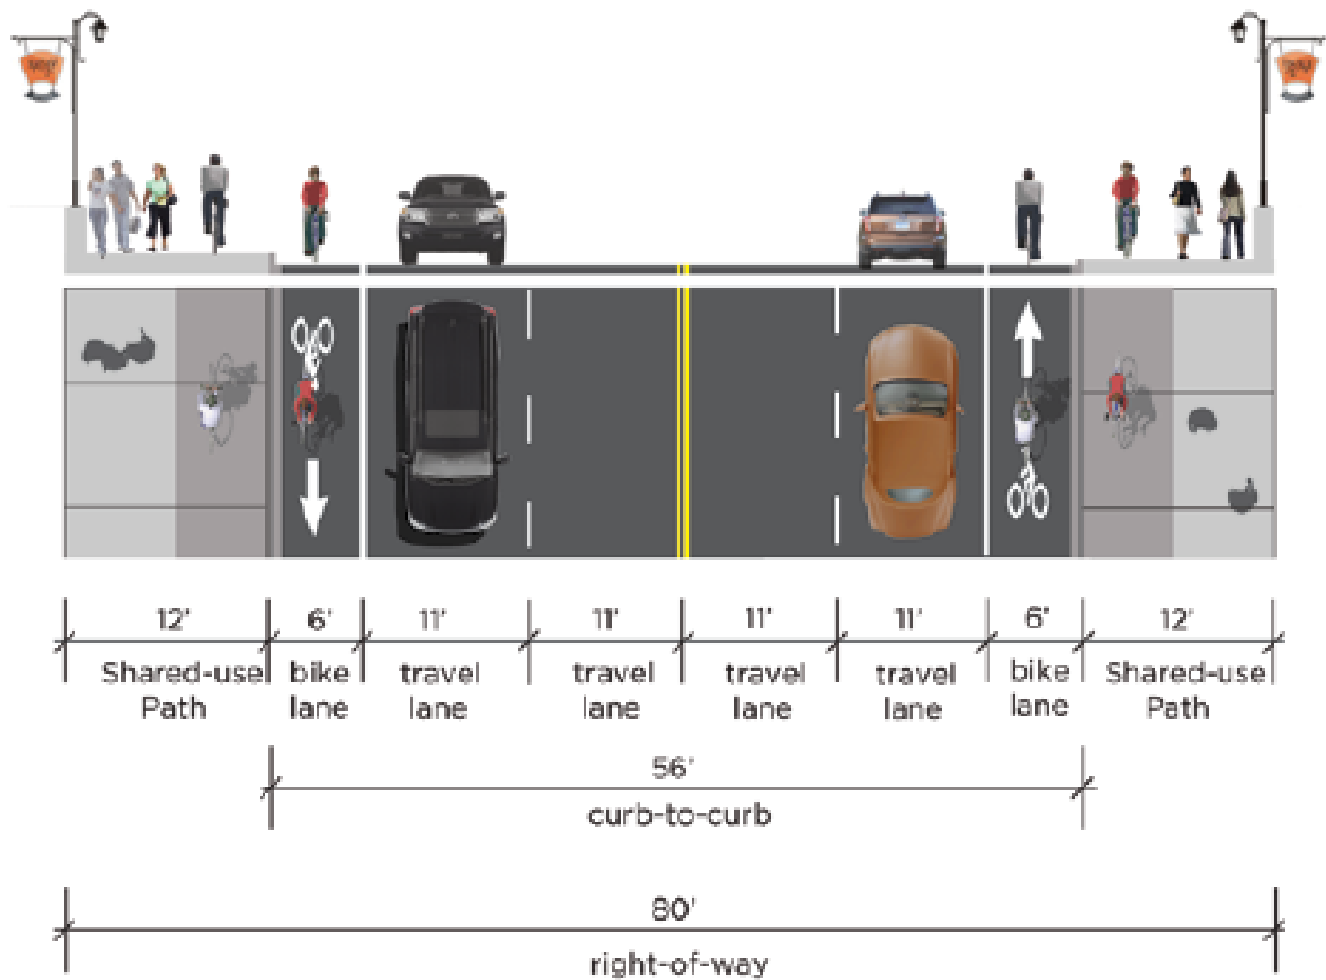 12' 6' 11' 11' 11' 11' 6' 12'
Shared-use bike travel travel travel travel bike Shared-use
Path lane lane lane lane lane lane Path
56'
curb-to-curb
80'
right-of-way